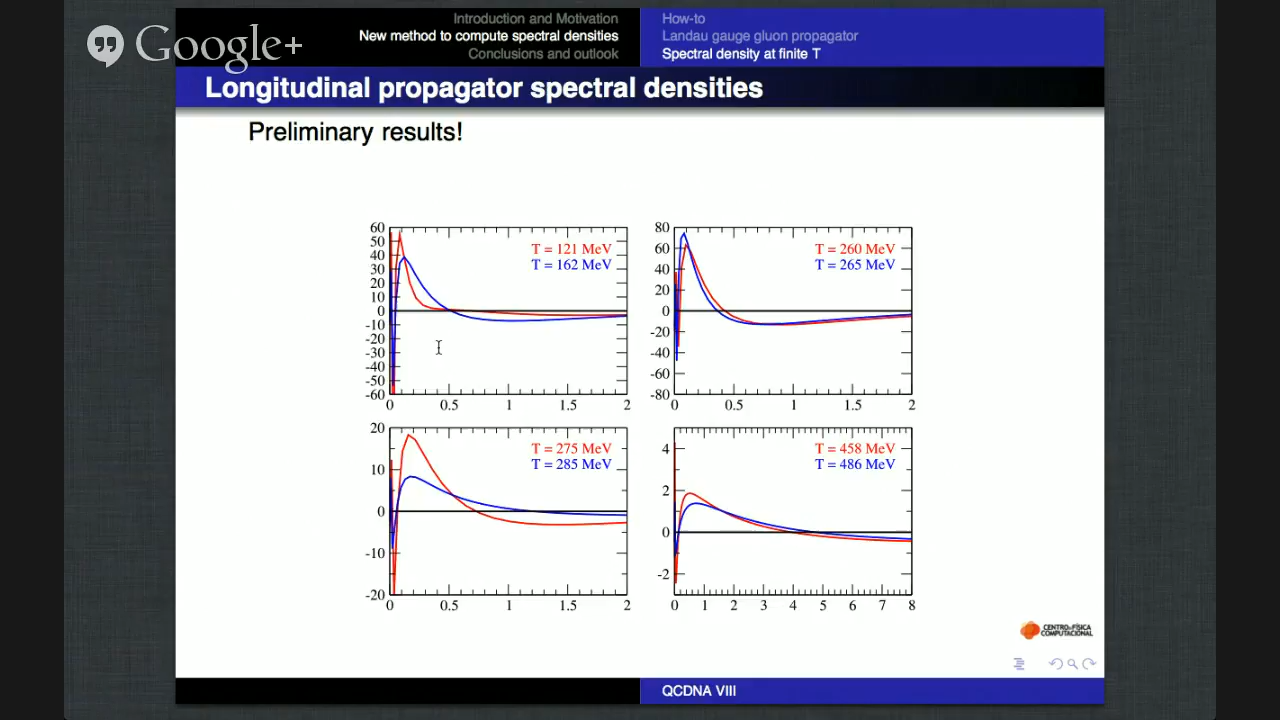 Google+
Introduction and Motivation
New method to compute spectral densities
Conclusions and outlook
How-to
Landau gauge gluon propagator
Spectral density at finite T
Longitudinal propagator spectral densities
Preliminary results!
60
50
40
30
20
10
0
-10
-20
-30
-40
-50
-60
0 0.5 1 1.5 2
T = 121 MeV
T = 162 MeV
80
60
40
20
0
-20
-40
-60
-80
0 0.5 1 1.5 2
T = 260 MeV
T = 265 MeV
20
10
0
-10
-20
0 0.5 1 1.5 2
T = 275 MeV
T = 285 MeV
4
2
0
-2
0 1 2 3 4 5 6 7 8
T = 458 MeV
T = 486 MeV
CENTRO DE FÍSICA
COMPUTACIONAL
QCDNA VIII